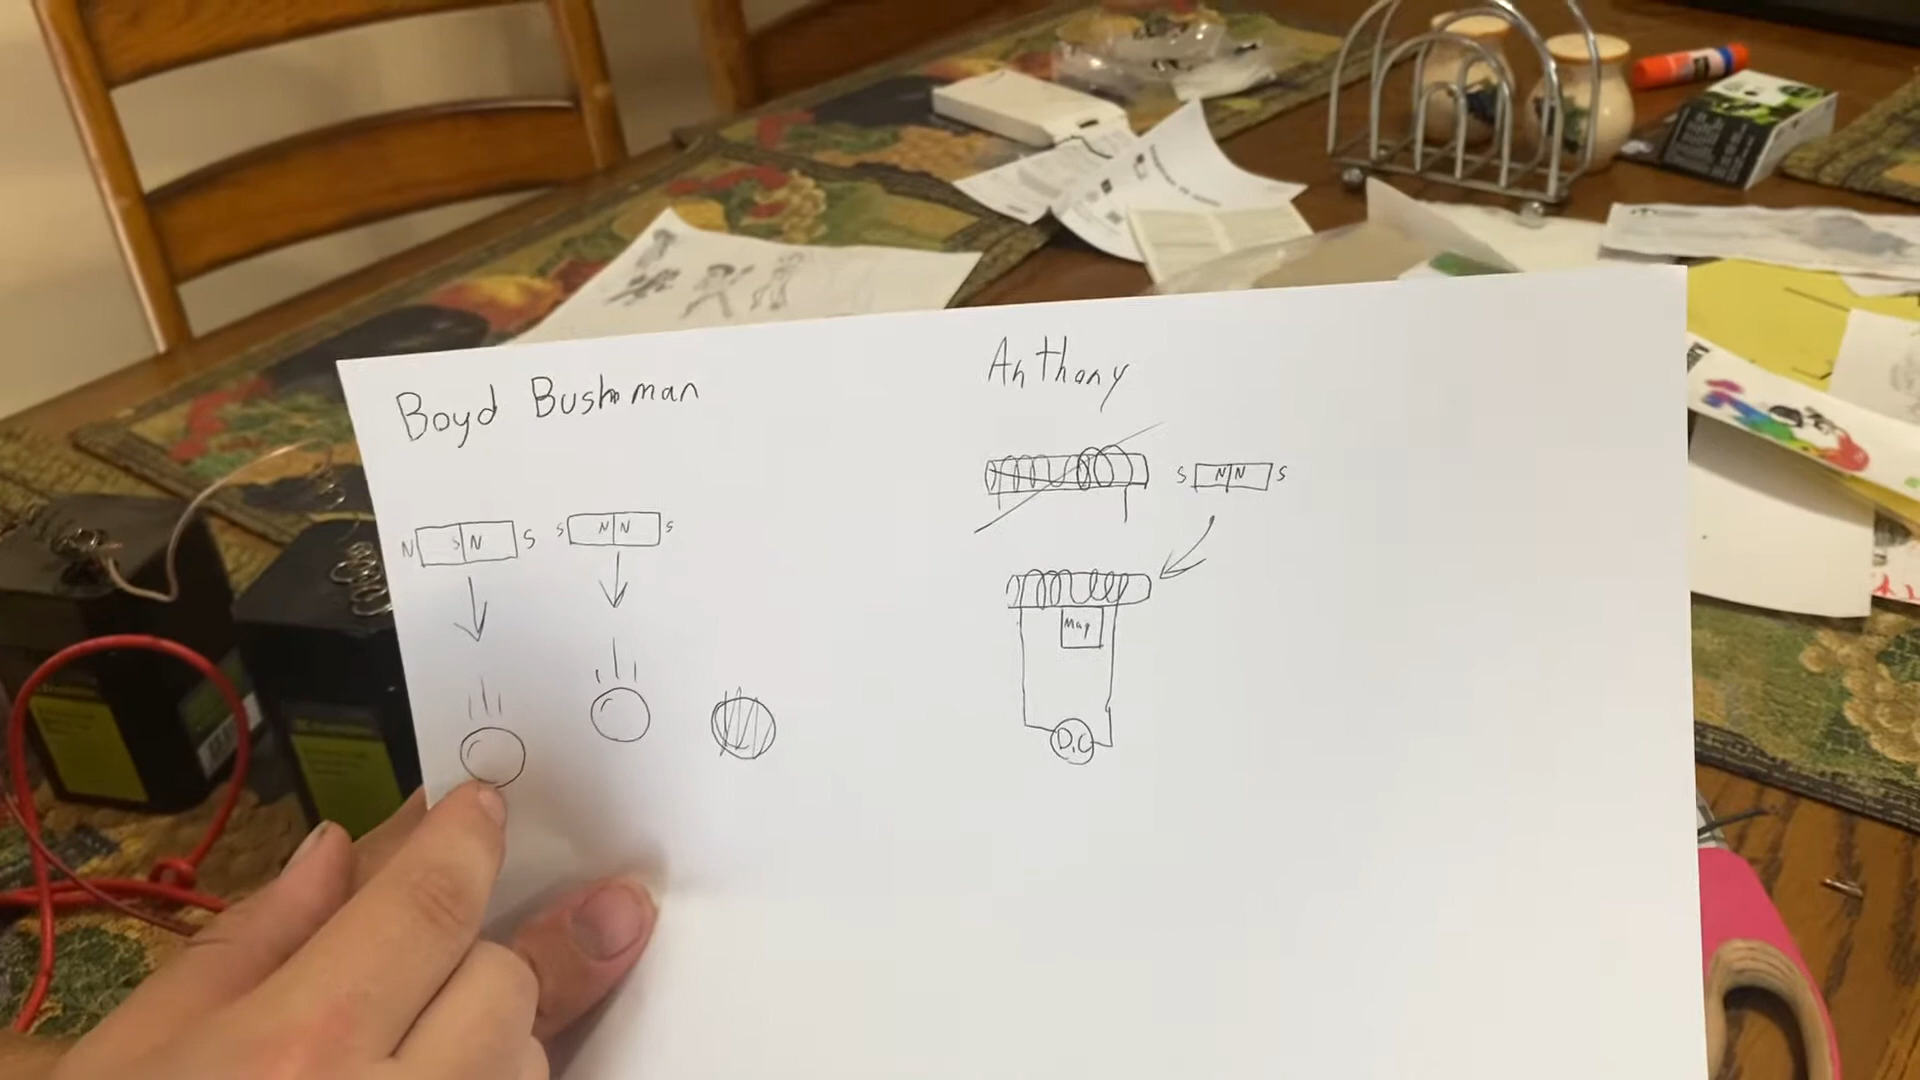 Boyd Bushman
N S N S
S N N S
Anthony
S N N S
Mag
D.C